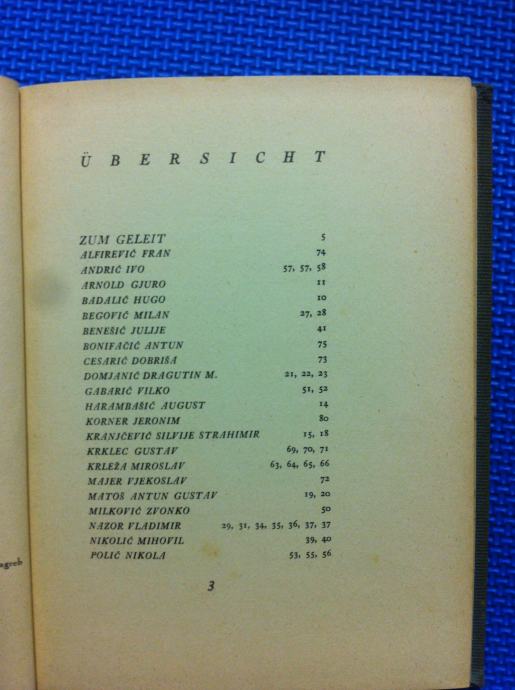 ÜBERSICHT
ZUM GELEIT 5
ALFIREVIĆ FRAN 74
ANDRIĆ IVO 57, 57, 58
ARNOLD GJURO 11
BADALIĆ HUGO 10
BEGOVIĆ MILAN 27, 28
BENEŠIĆ JULIJE 41
BONIFAČIĆ ANTUN 75
CESARIĆ DOBRIŠA 73
DOMJANIĆ DRAGUTIN M. 21, 22, 23
GABARIĆ VILKO 51, 52
HARAMBAŠIĆ AUGUST 14
KORNER JERONIM 80
KRANJČEVIĆ SILVIJE STRAHIMIR 15, 18
KRKLEC GUSTAV 69, 70, 71
KRLEŽA MIROSLAV 63, 64, 65, 66
MAJER VJEKOSLAV 72
MATOŠ ANTUN GUSTAV 19, 20
MILKOVIĆ ZVONKO 50
NAZOR VLADIMIR 29, 31, 34, 35, 36, 37, 37
NIKOLIĆ MIHOVIL 39, 40
POLIĆ NIKOLA 53, 55, 56
3